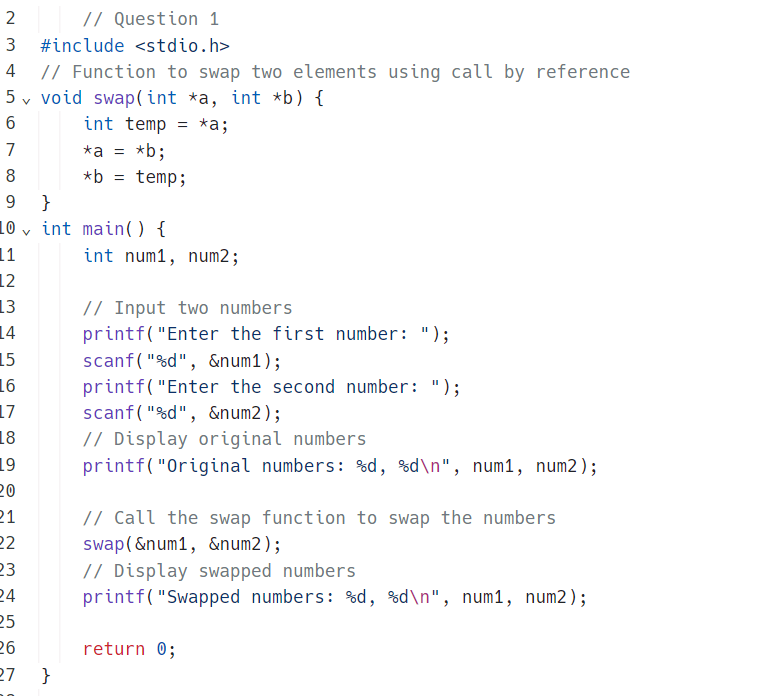 2 // Question 1
3 #include <stdio.h>
4 // Function to swap two elements using call by reference
5 void swap(int *a, int *b) {
6 int temp = *a;
7 *a = *b;
8 *b = temp;
9 }
10 int main() {
11 int num1, num2;
12
13 // Input two numbers
14 printf("Enter the first number: ");
15 scanf("%d", &num1);
16 printf("Enter the second number: ");
17 scanf("%d", &num2);
18 // Display original numbers
19 printf("Original numbers: %d, %d\n", num1, num2);
20
21 // Call the swap function to swap the numbers
22 swap(&num1, &num2);
23 // Display swapped numbers
24 printf("Swapped numbers: %d, %d\n", num1, num2);
25
26 return 0;
27 }